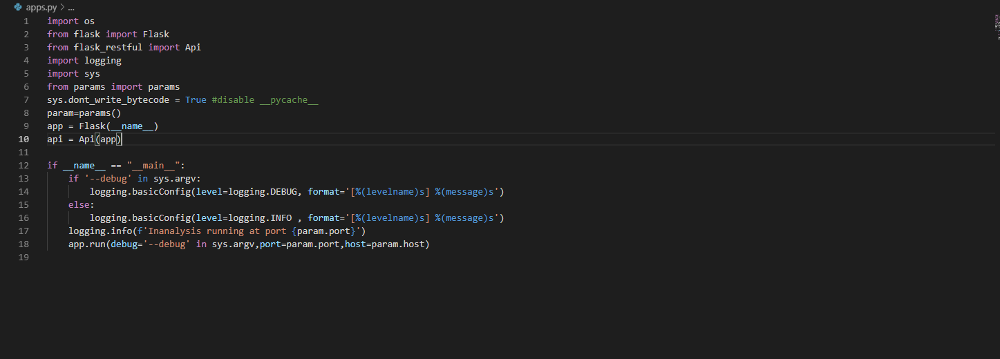 apps.py > ...
1 import os
2 from flask import Flask
3 from flask_restful import Api
4 import logging
5 import sys
6 from params import params
7 sys.dont_write_bytecode = True #disable __pycache__
8 param=params()
9 app = Flask(__name__)
10 api = Api(app)
11
12 if __name__ == "__main__":
13     if '--debug' in sys.argv:
14         logging.basicConfig(level=logging.DEBUG, format='[%(levelname)s] %(message)s')
15     else:
16         logging.basicConfig(level=logging.INFO , format='[%(levelname)s] %(message)s')
17     logging.info(f'Inanalysis running at port {param.port}')
18     app.run(debug='--debug' in sys.argv,port=param.port,host=param.host)
19